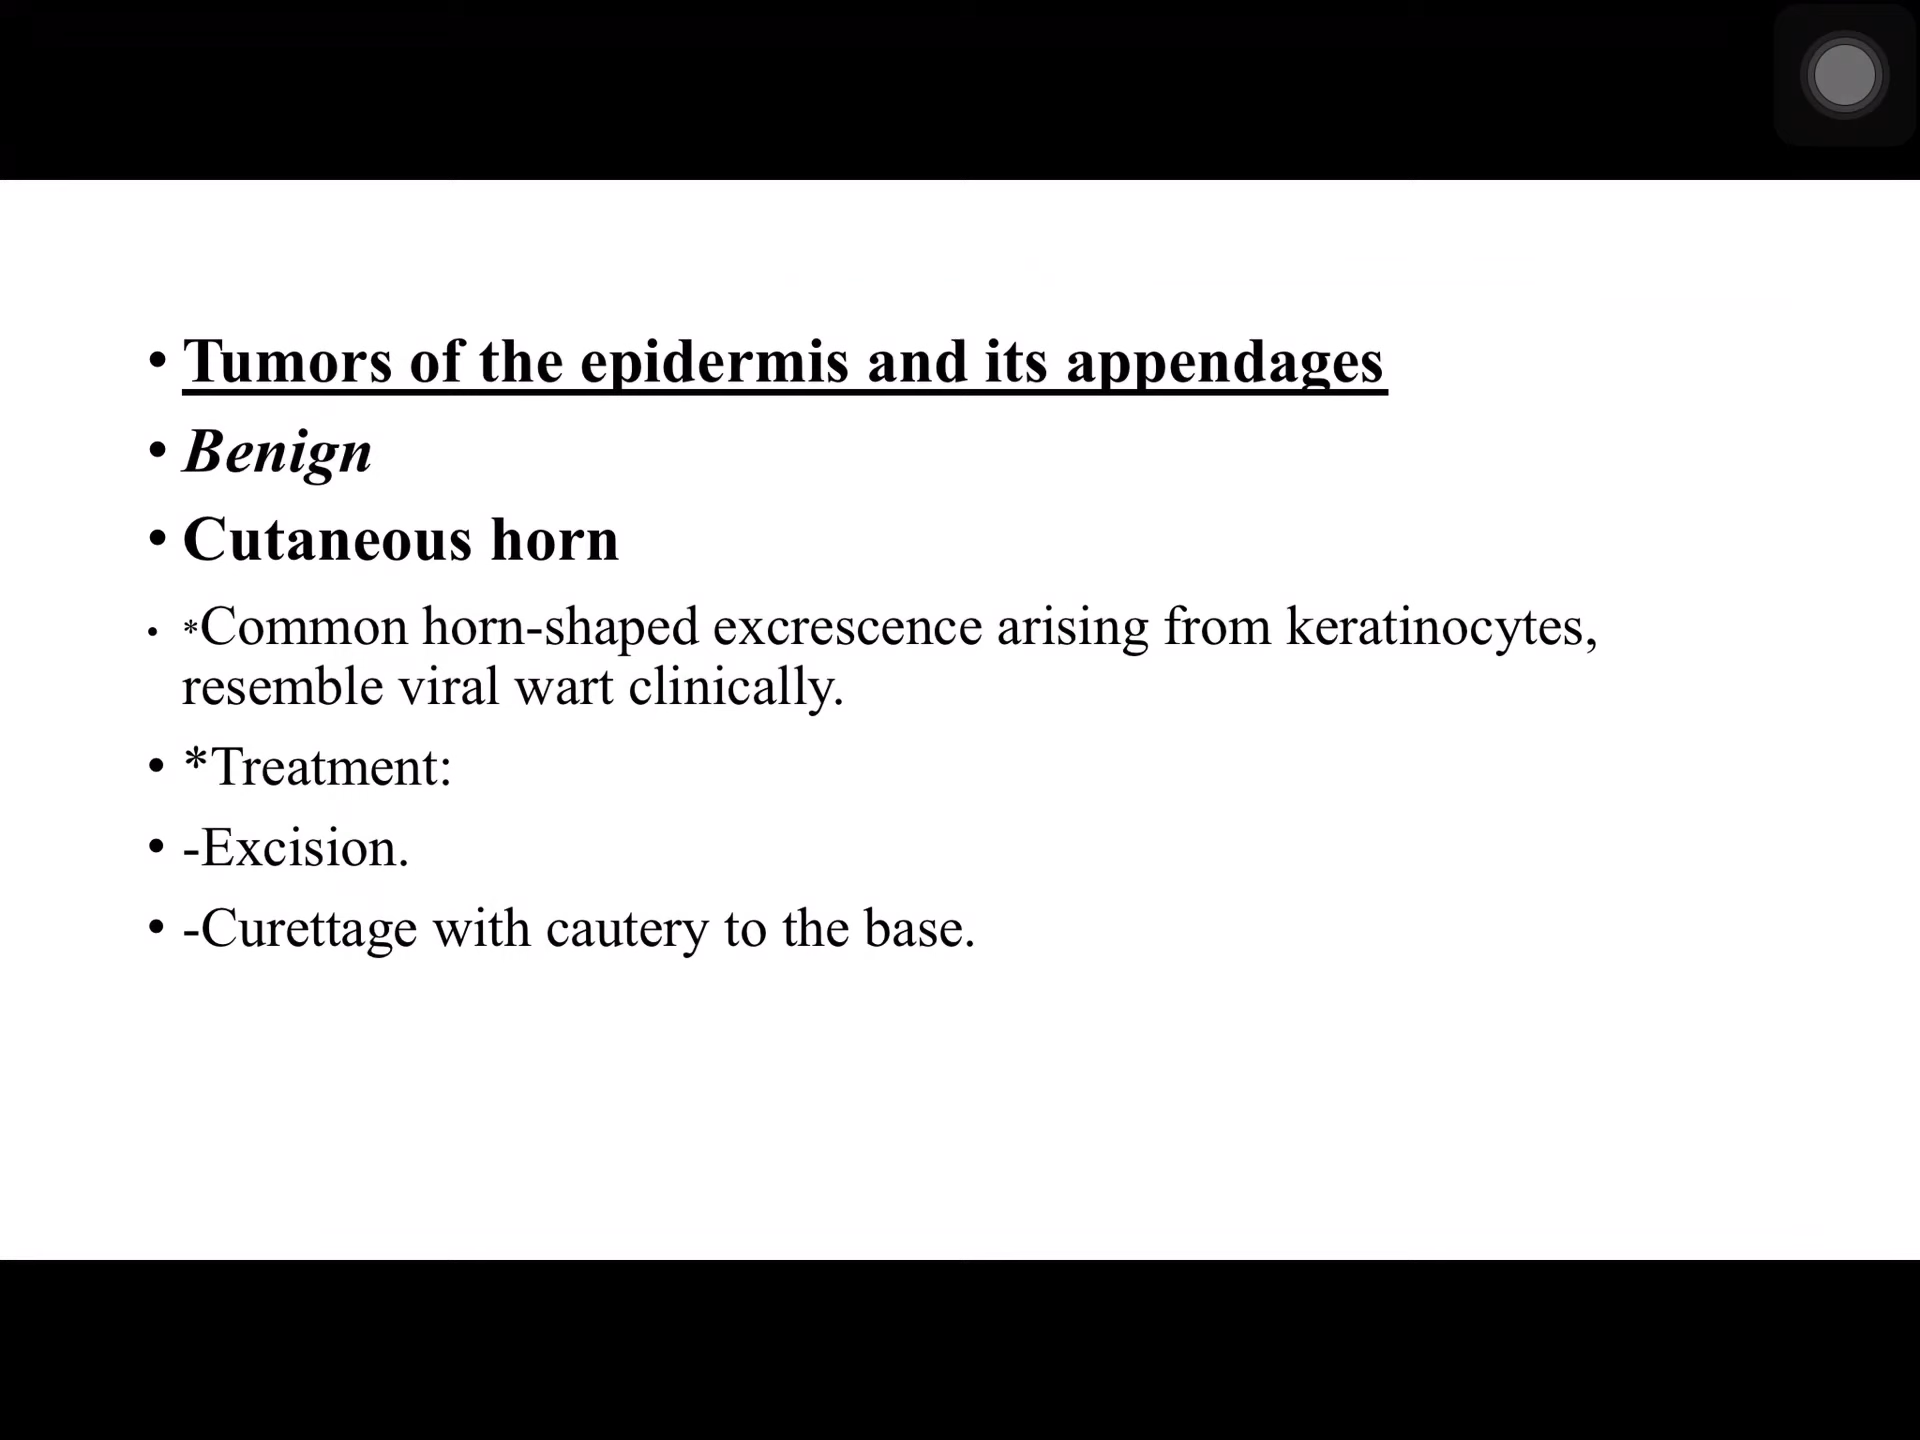 • Tumors of the epidermis and its appendages
• Benign
• Cutaneous horn
• *Common horn-shaped excrescence arising from keratinocytes,
resemble viral wart clinically.
• *Treatment:
• -Excision.
• -Curettage with cautery to the base.